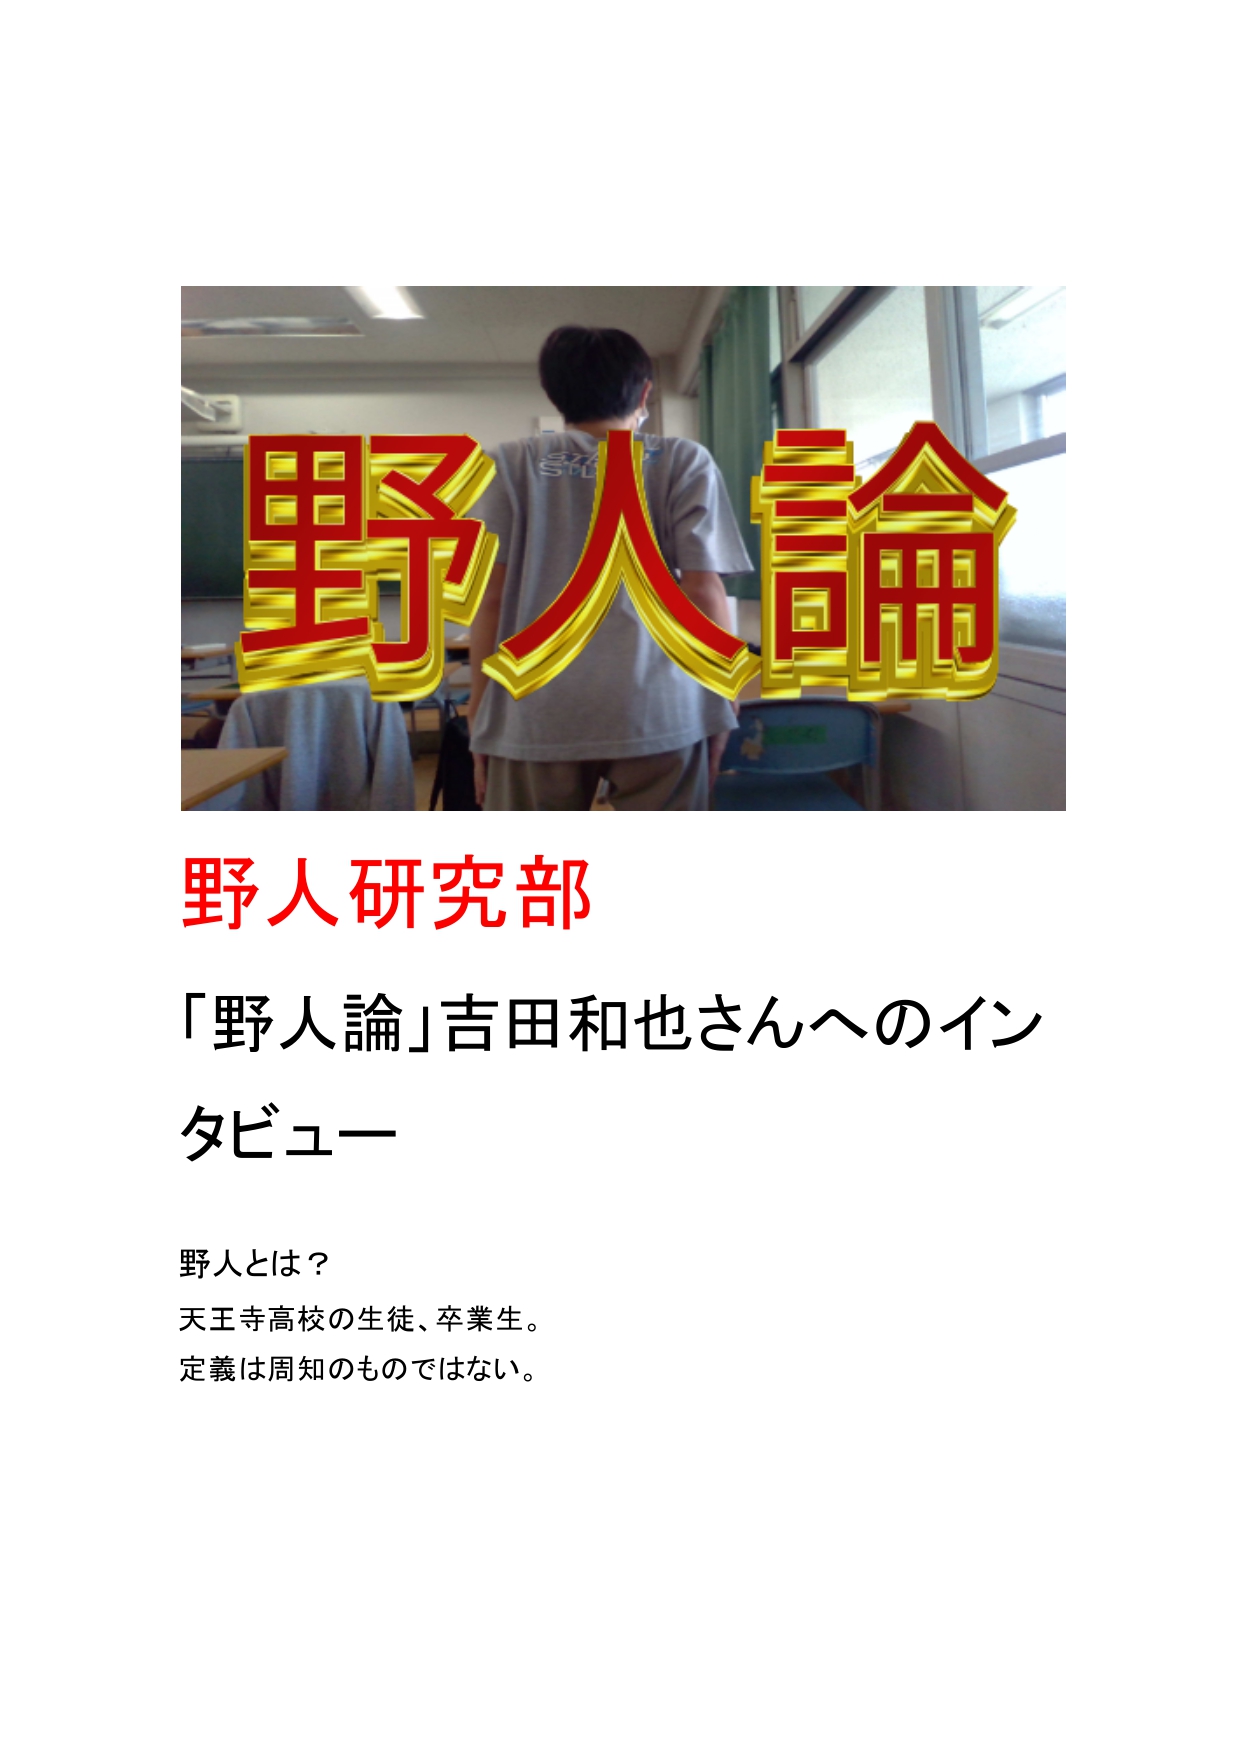 野人論
野人研究部
「野人論」吉田和也さんへのイン
タビュー
野人とは？
天王寺高校の生徒、卒業生。
定義は周知のものではない。